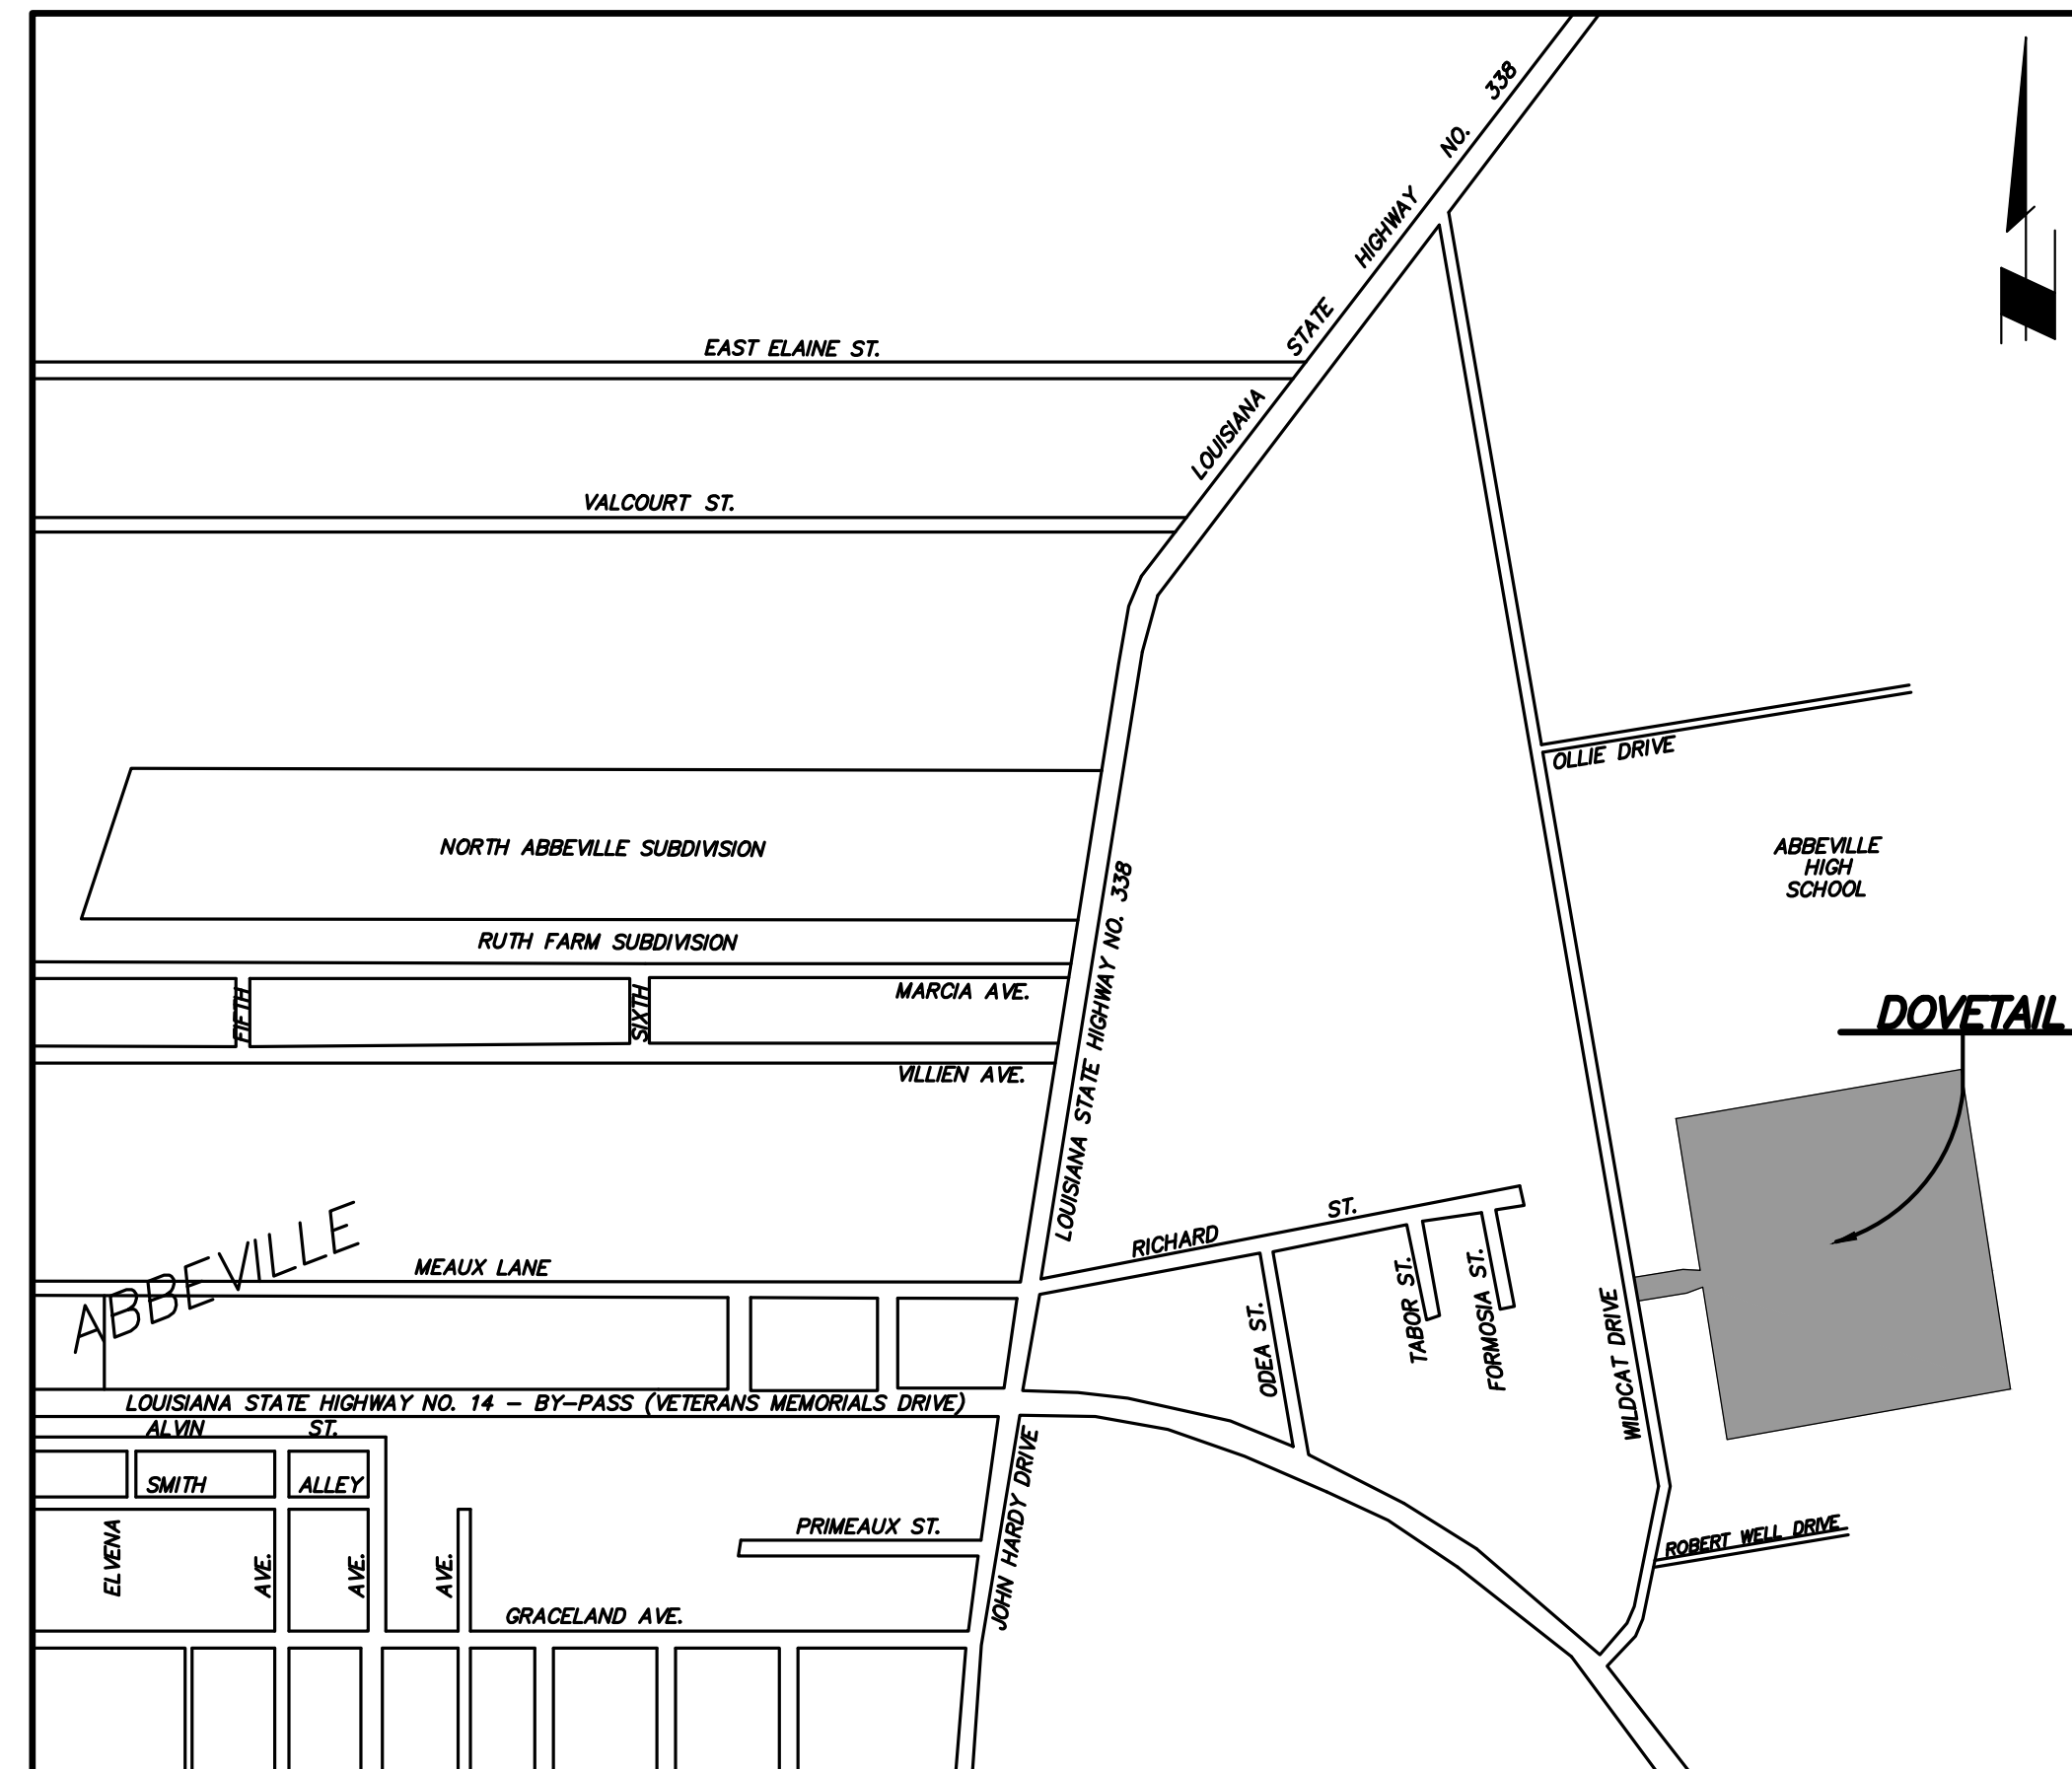 LOUISIANA STATE HIGHWAY NO. 338
EAST ELAINE ST.
VALCOURT ST.
OLLIE DRIVE
NORTH ABBEVILLE SUBDIVISION
ABBEVILLE
HIGH
SCHOOL
LOUISIANA STATE HIGHWAY NO. 338
RUTH FARM SUBDIVISION
FIFTH
SIXTH
MARCIA AVE.
DOVETAIL
VILLIEN AVE.
ABBEVILLE
MEAUX LANE
RICHARD ST.
ODEA ST.
TABOR ST.
FORMOSIA ST.
WILDCAT DRIVE
LOUISIANA STATE HIGHWAY NO. 14 - BY-PASS (VETERANS MEMORIALS DRIVE)
ALVIN ST.
SMITH ALLEY
JOHN HARDY DRIVE
PRIMEAUX ST.
ROBERT WELL DRIVE
ELVENA
AVE.
AVE.
AVE.
GRACELAND AVE.